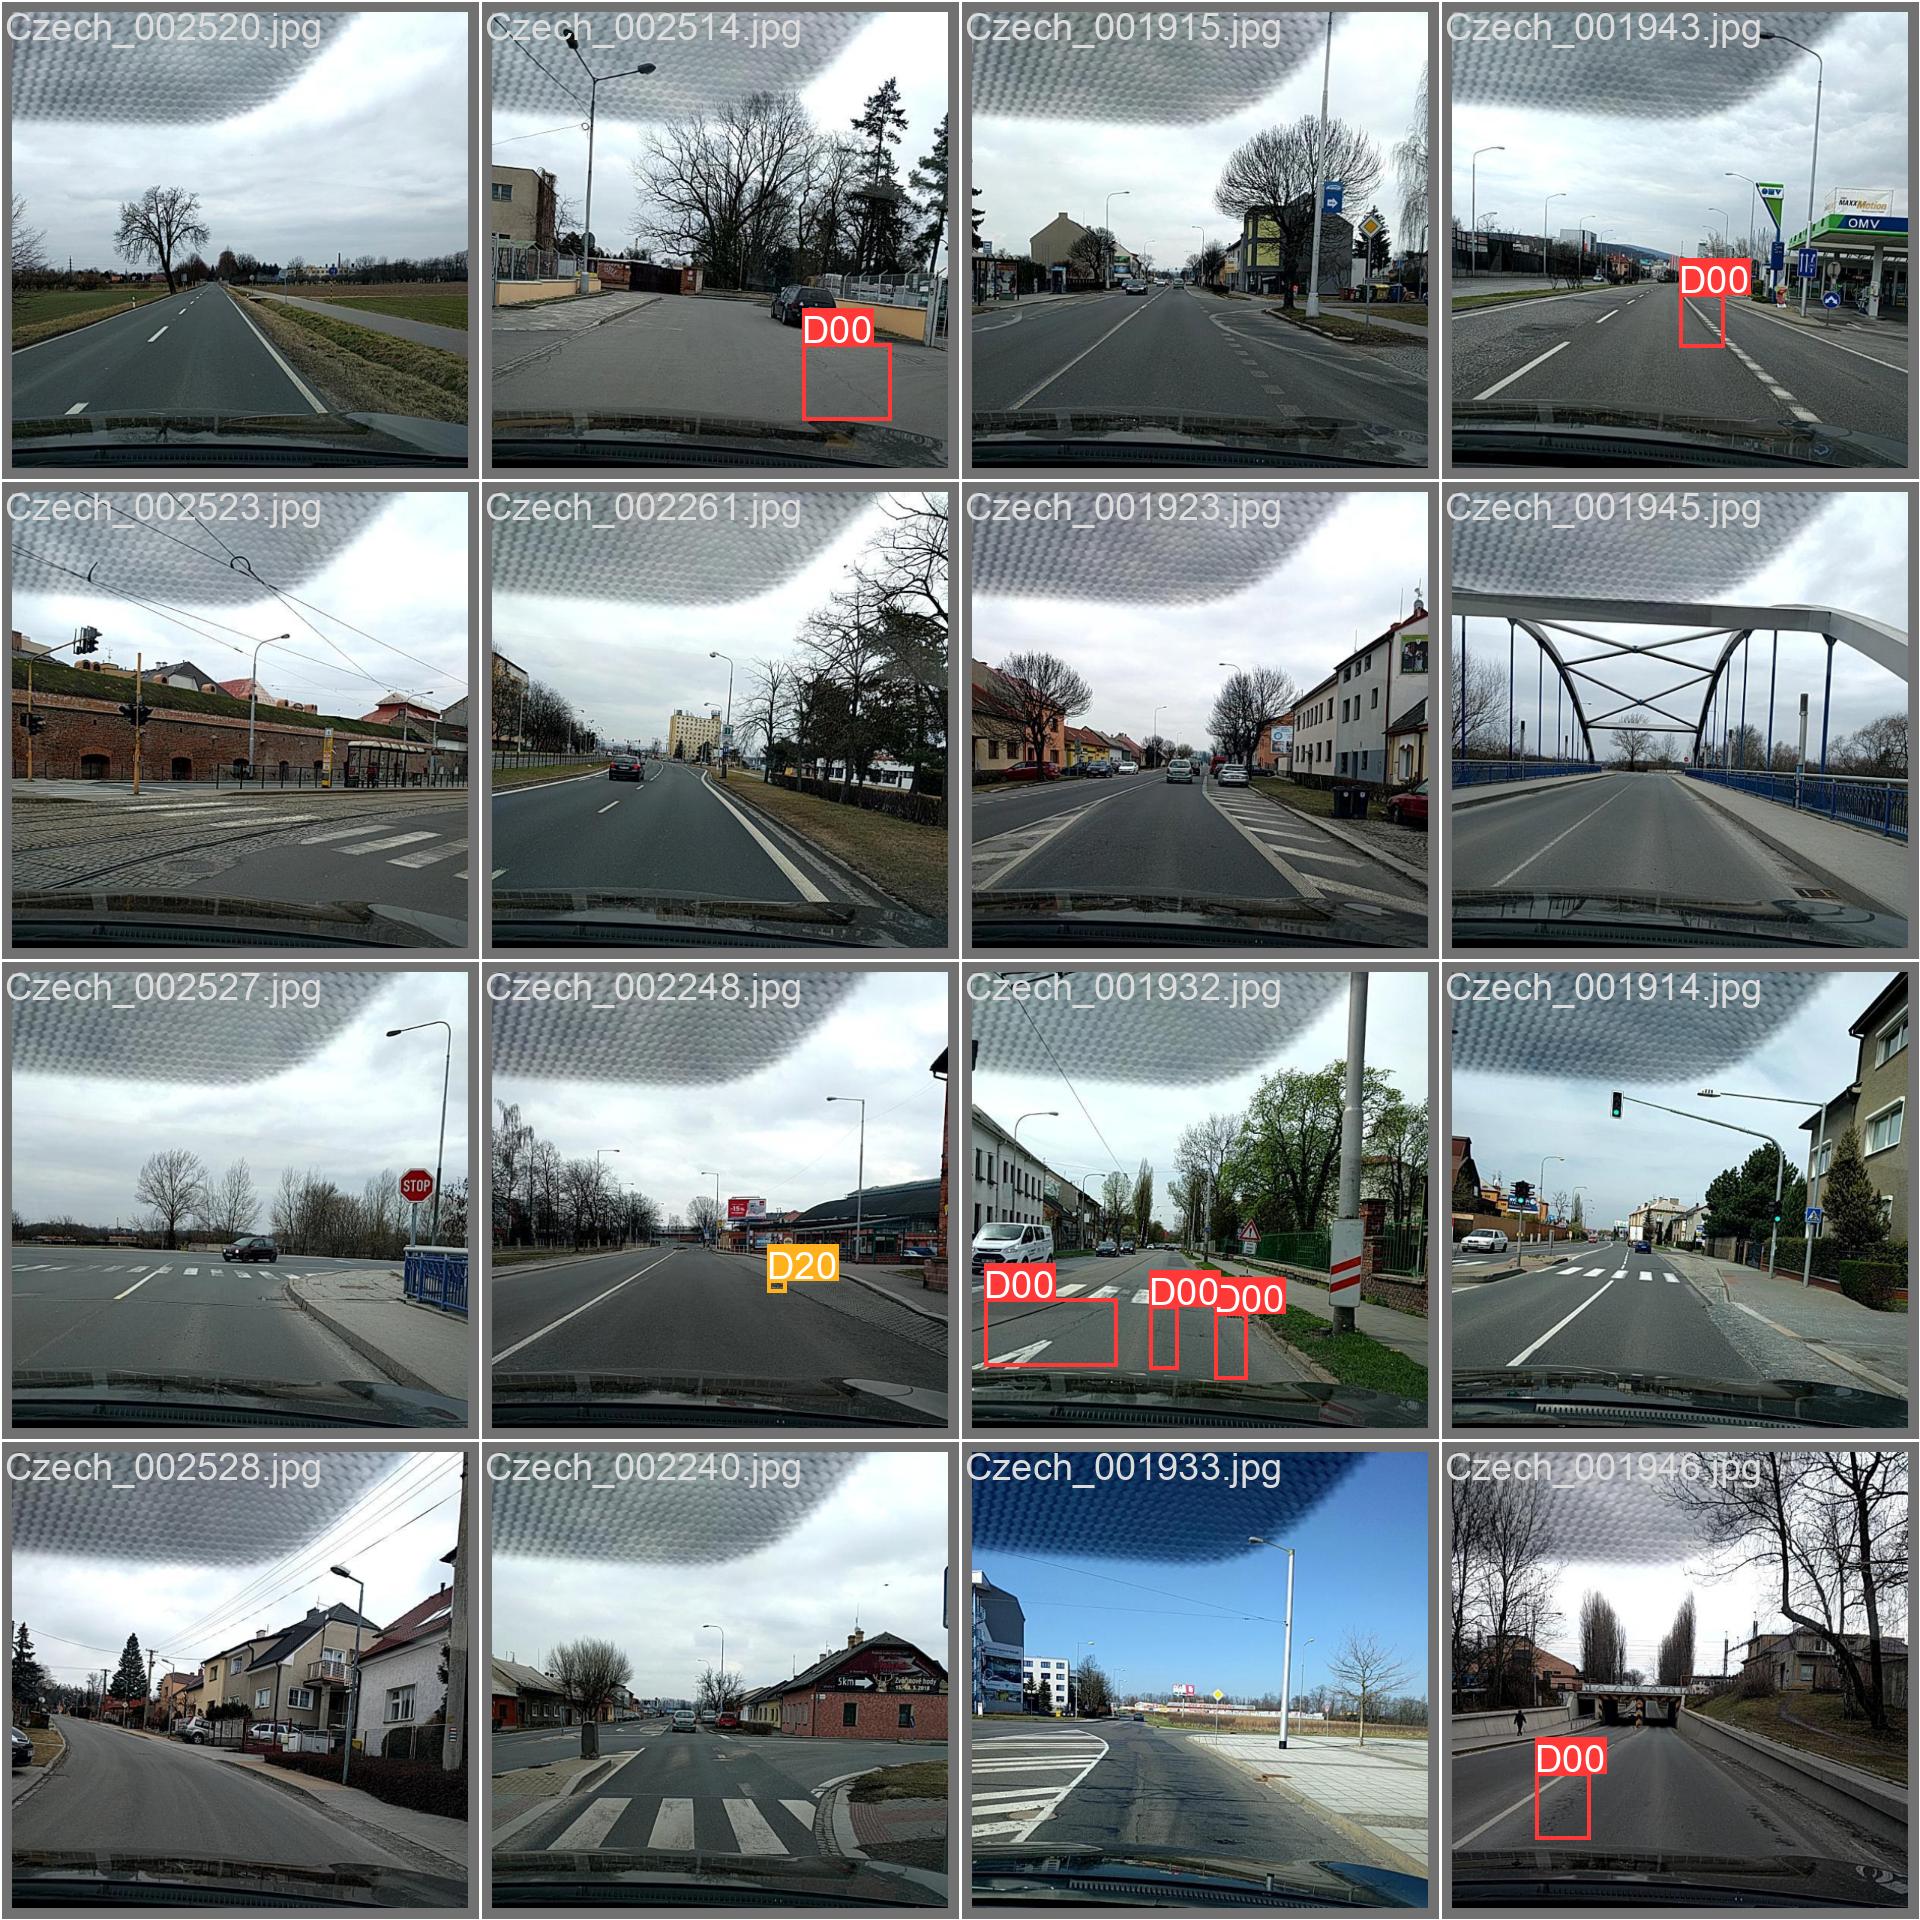 Czech_002520.jpg
Czech_002514.jpg
Czech_001915.jpg
Czech_001943.jpg
D00
D00
MAXXMotion
OMV
OMV
Czech_002523.jpg
Czech_002261.jpg
Czech_001923.jpg
Czech_001945.jpg
Czech_002527.jpg
Czech_002248.jpg
Czech_001932.jpg
Czech_001914.jpg
STOP
-15%
D20
D00
D00
D00
Czech_002528.jpg
Czech_002240.jpg
Czech_001933.jpg
Czech_001946.jpg
5km
D00